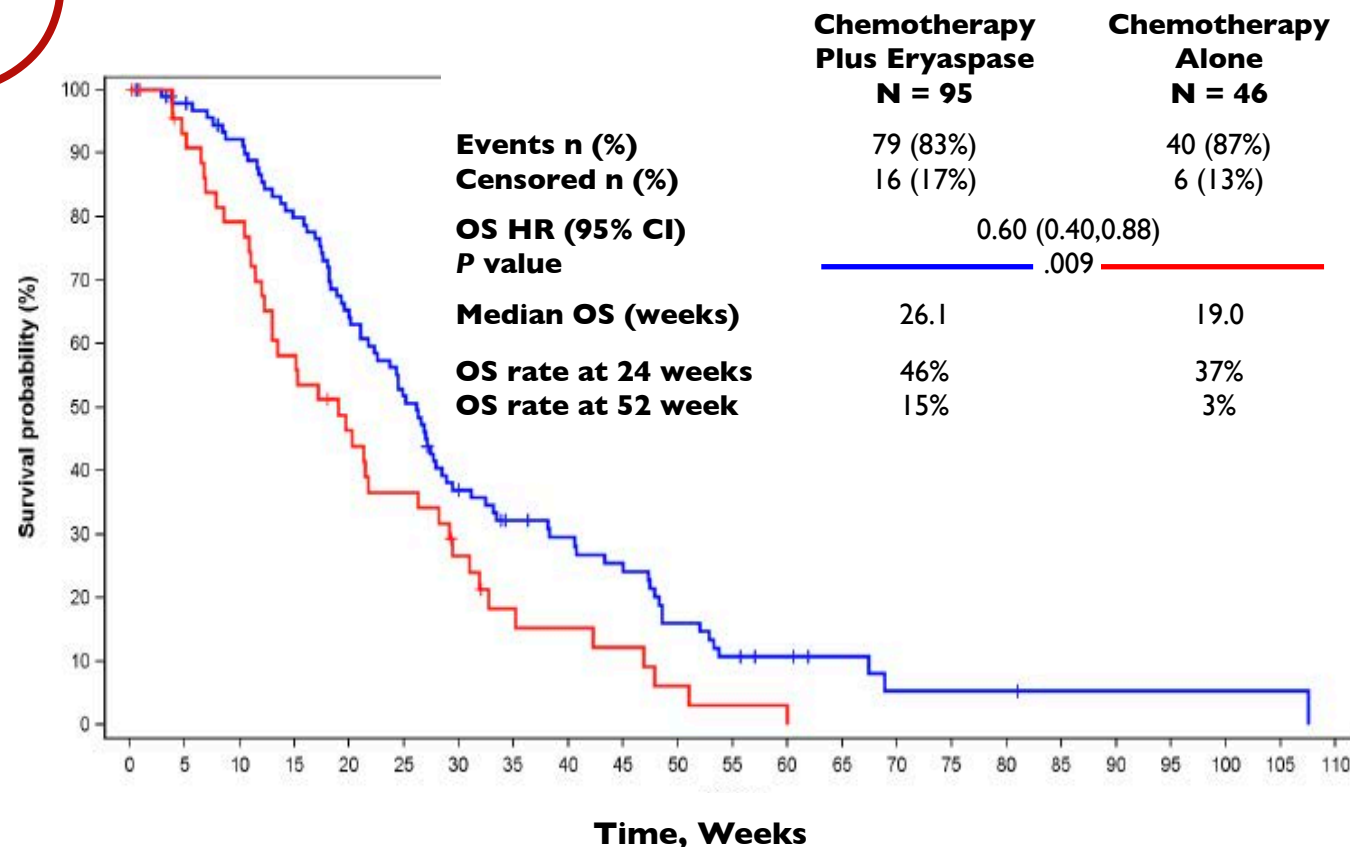 Chemotherapy Plus Eryaspase N = 95
Chemotherapy Alone N = 46
Events n (%) 79 (83%) 40 (87%)
Censored n (%) 16 (17%) 6 (13%)
OS HR (95% CI) 0.60 (0.40,0.88)
P value .009
Median OS (weeks) 26.1 19.0
OS rate at 24 weeks 46% 37%
OS rate at 52 week 15% 3%
Survival probability (%)
100
90
80
70
60
50
40
30
20
10
0
0 5 10 15 20 25 30 35 40 45 50 55 60 65 70 75 80 85 90 95 100 105 110
Time, Weeks